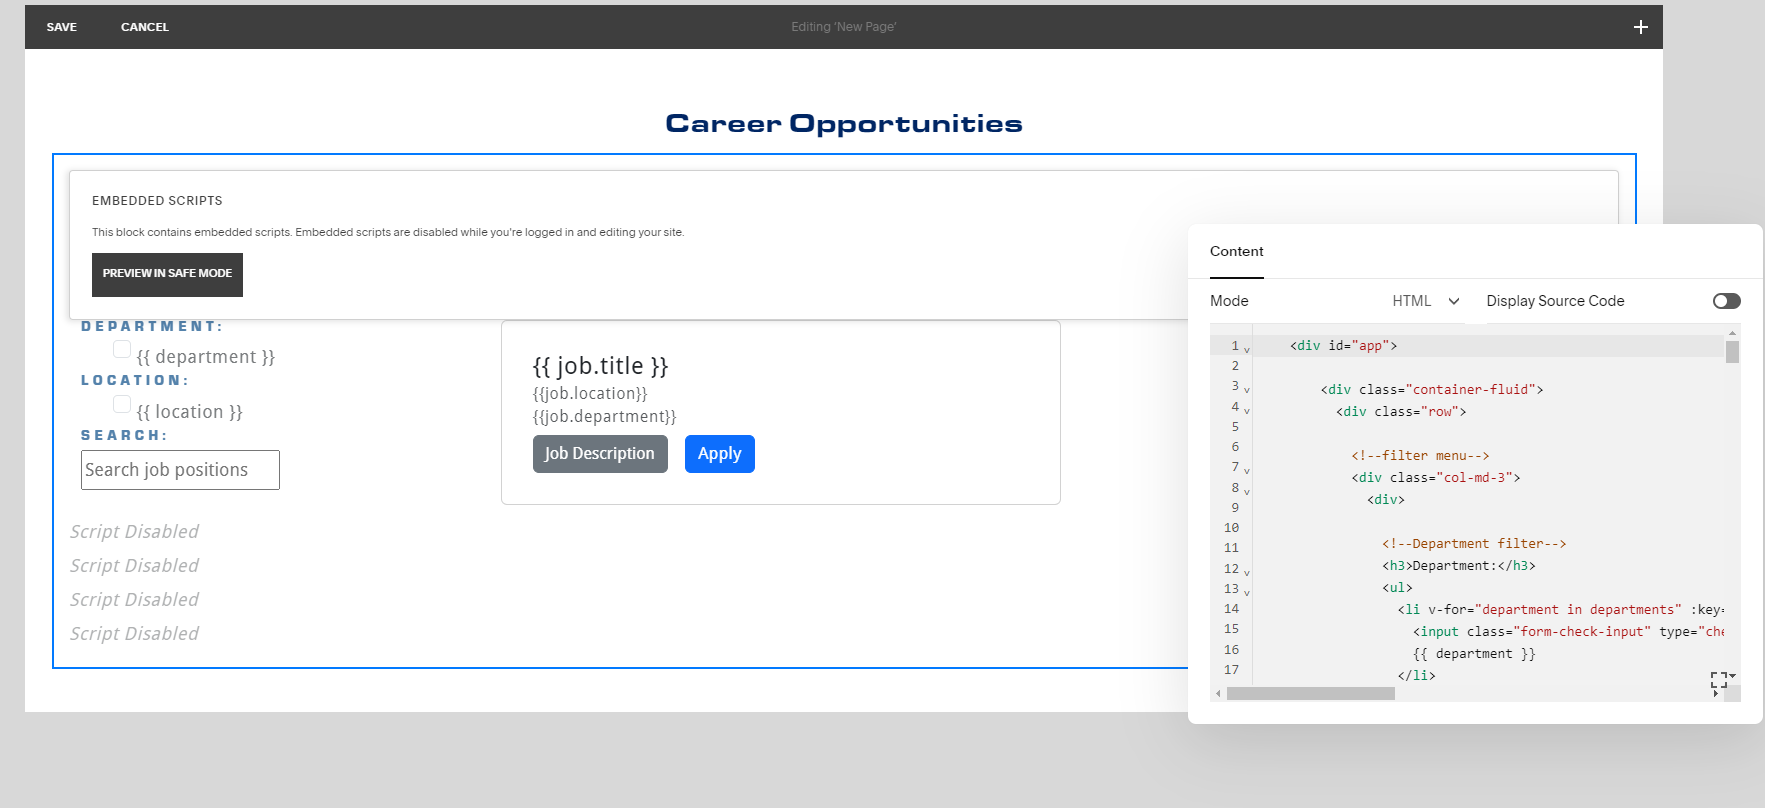 SAVE CANCEL Editing 'New Page' +
Career Opportunities
EMBEDDED SCRIPTS
This block contains embedded scripts. Embedded scripts are disabled while you're logged in and editing your site.
PREVIEW IN SAFE MODE
DEPARTMENT:
{{ department }}
LOCATION:
{{ location }}
SEARCH:
Search job positions
{{ job.title }}
{{job.location}}
{{job.department}}
Job Description Apply
Script Disabled
Script Disabled
Script Disabled
Script Disabled
Content
Mode HTML Display Source Code
1 <div id="app">
2
3 <div class="container-fluid">
4 <div class="row">
5
6 <!--filter menu-->
7 <div class="col-md-3">
8 <div>
9
10 <!--Department filter-->
11 <h3>Department:</h3>
12 <ul>
13 <li v-for="department in departments" :key=
14 <input class="form-check-input" type="che
15 {{ department }}
16 </li>
17